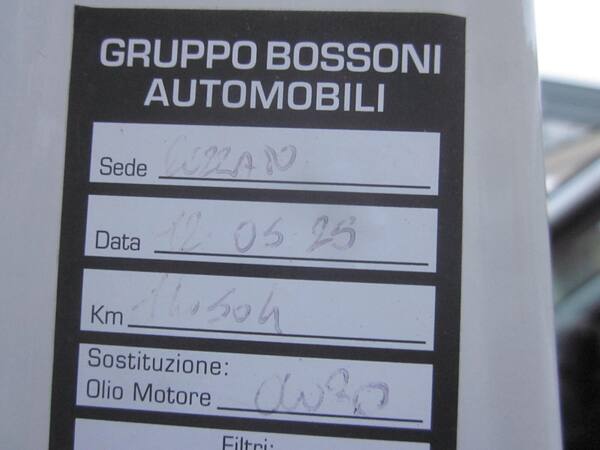 GRUPPO BOSSONI
AUTOMOBILI
Sede
Data 12 05 25
Km
Sostituzione:
Olio Motore
Filtri: